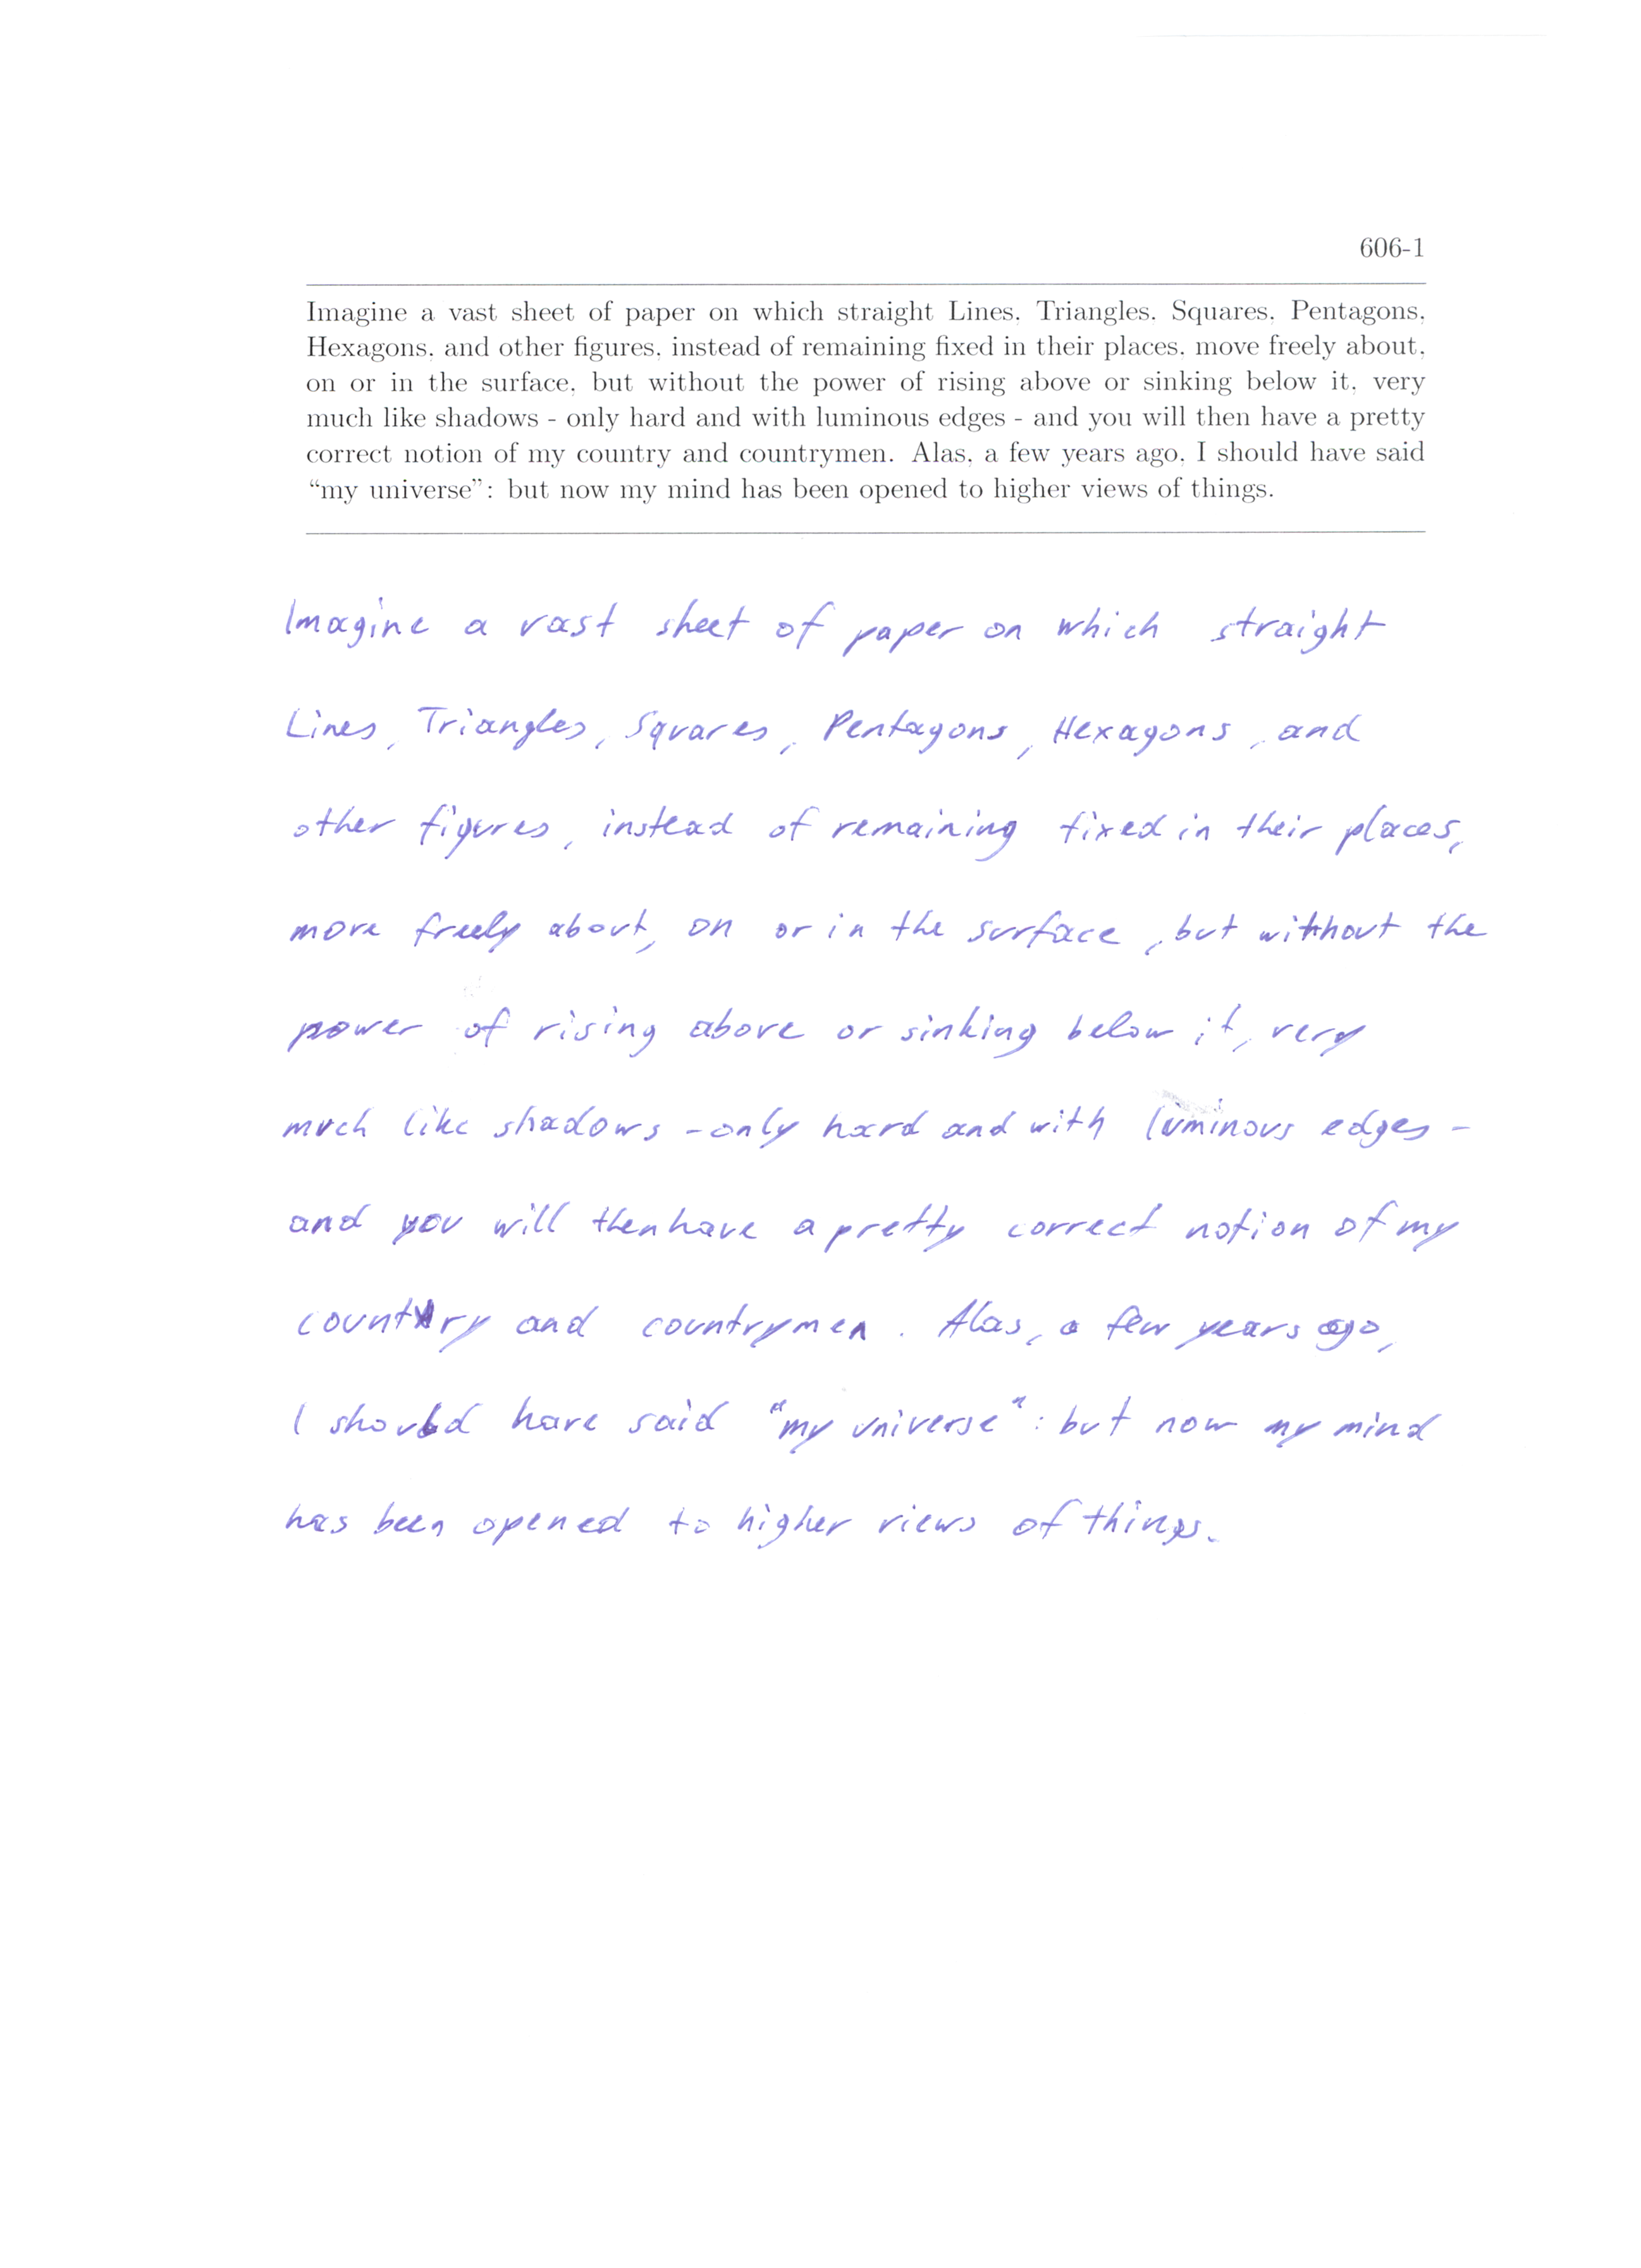 606-1
Imagine a vast sheet of paper on which straight Lines, Triangles, Squares, Pentagons,
Hexagons, and other figures, instead of remaining fixed in their places, move freely about,
on or in the surface, but without the power of rising above or sinking below it, very
much like shadows - only hard and with luminous edges - and you will then have a pretty
correct notion of my country and countrymen. Alas, a few years ago, I should have said
“my universe”: but now my mind has been opened to higher views of things.
Imagine a vast sheet of paper on which straight
Lines, Triangles, Squares, Pentagons, Hexagons, and
other figures, instead of remaining fixed in their places,
move freely about, on or in the surface, but without the
power of rising above or sinking below it, very
much like shadows - only hard and with luminous edges -
and you will then have a pretty correct notion of my
country and countrymen. Alas, a few years ago,
I should have said "my universe": but now my mind
has been opened to higher views of things.